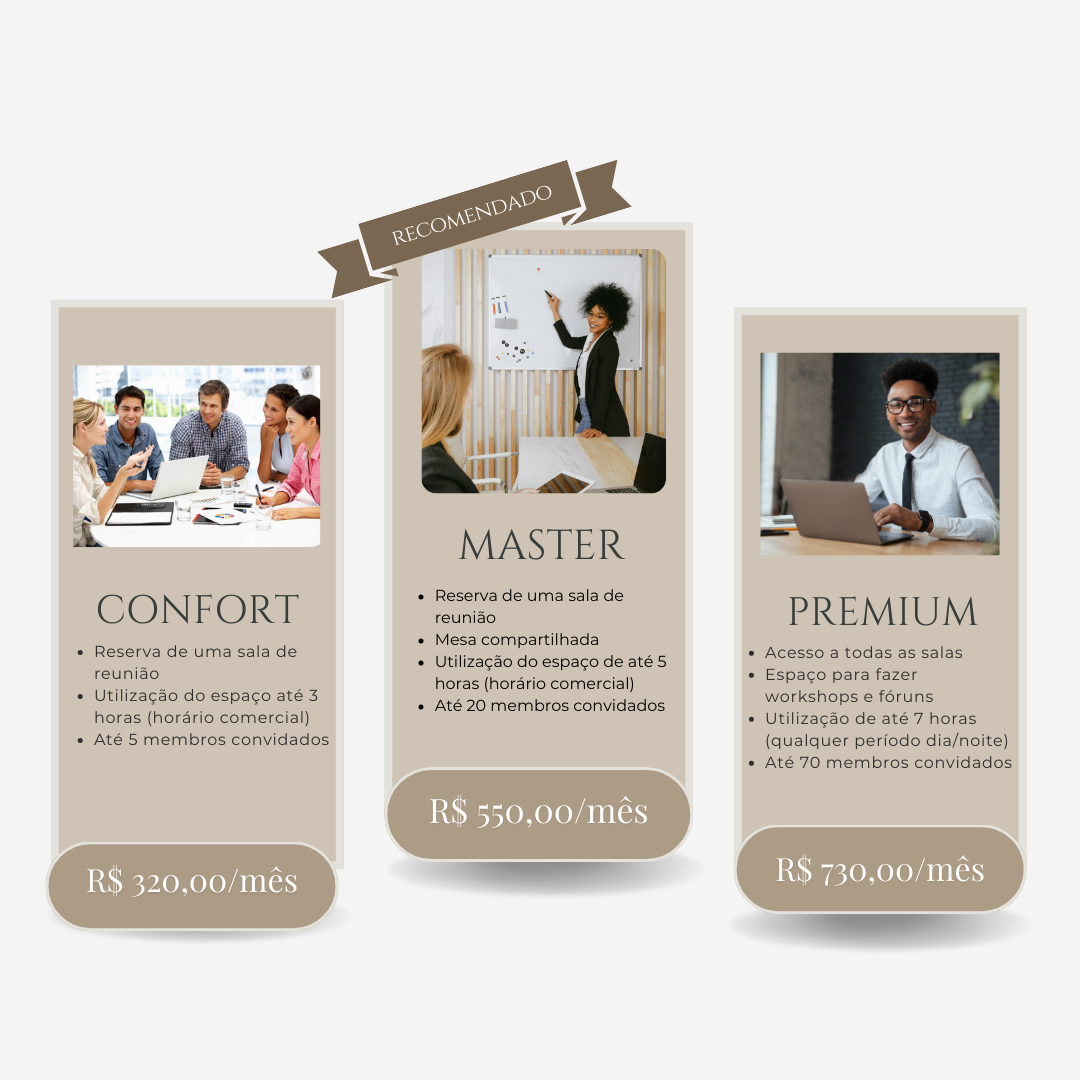 RECOMENDADO
CONFORT
• Reserva de uma sala de
reunião
• Utilização do espaço até 3
horas (horário comercial)
• Até 5 membros convidados
R$ 320,00/mês
MASTER
• Reserva de uma sala de
reunião
• Mesa compartilhada
• Utilização do espaço de até 5
horas (horário comercial)
• Até 20 membros convidados
R$ 550,00/mês
PREMIUM
• Acesso a todas as salas
• Espaço para fazer
workshops e fóruns
• Utilização de até 7 horas
(qualquer período dia/noite)
• Até 70 membros convidados
R$ 730,00/mês